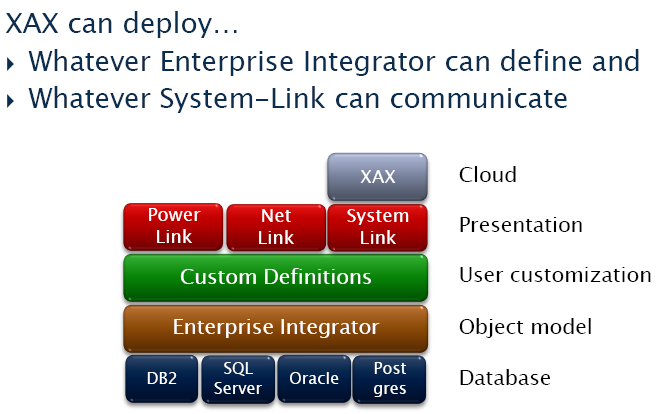 XAX can deploy…
Whatever Enterprise Integrator can define and
Whatever System-Link can communicate
XAX
Cloud
Power
Link
Net
Link
System
Link
Presentation
Custom Definitions
User customization
Enterprise Integrator
Object model
DB2
SQL
Server
Oracle
Post
gres
Database